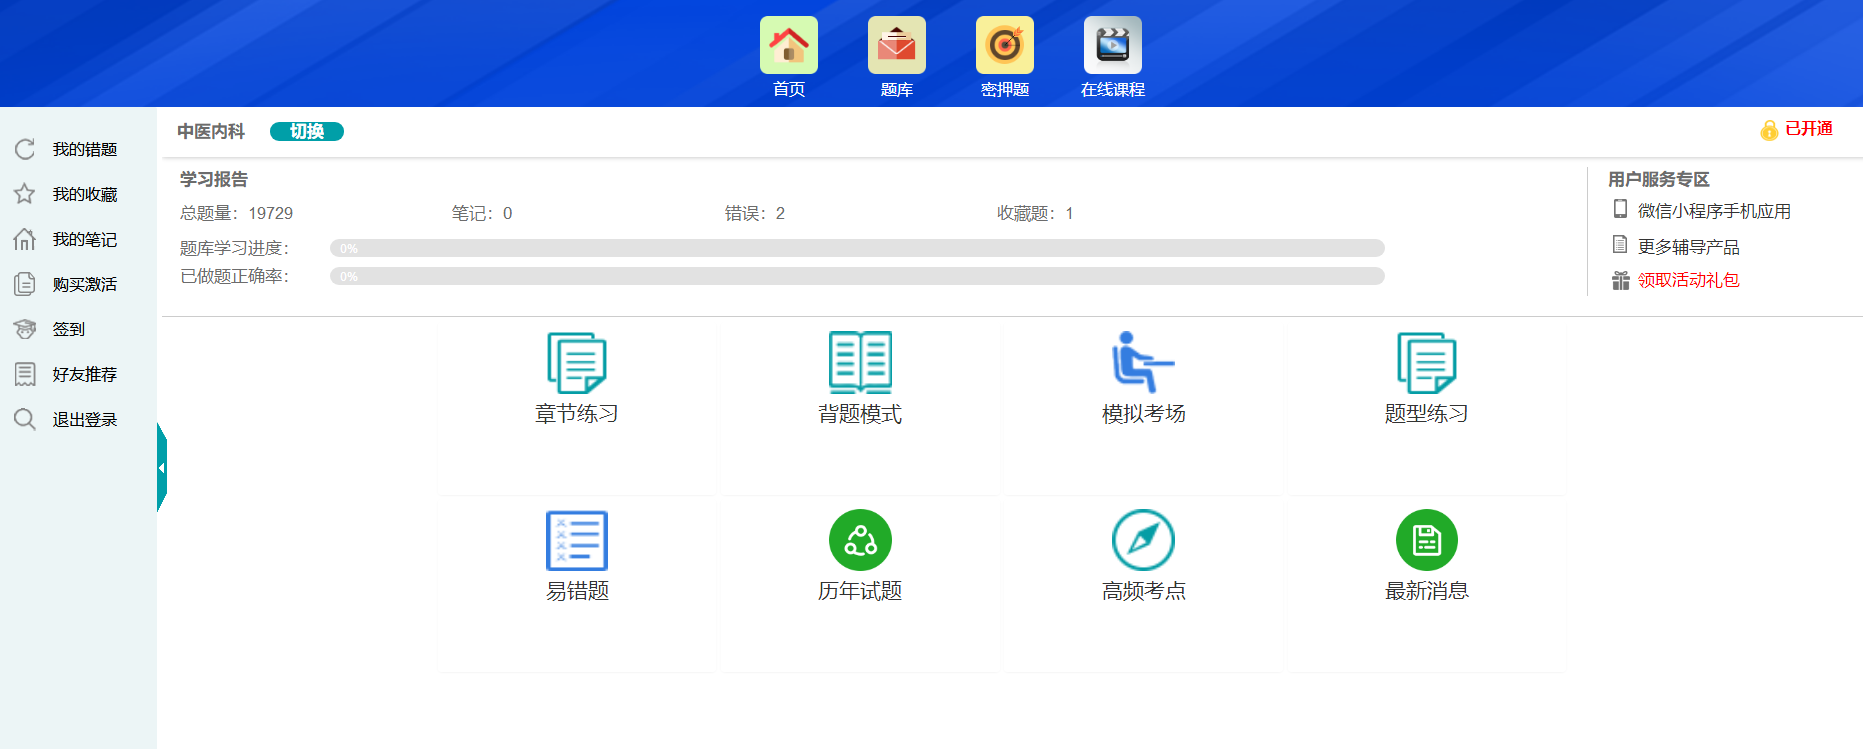 首页 题库 密押题 在线课程
中医内科 切换 已开通
我的错题
我的收藏
我的笔记
购买激活
签到
好友推荐
退出登录
学习报告
总题量：19729 笔记：0 错误：2 收藏题：1
题库学习进度： 0%
已做题正确率： 0%
用户服务专区
微信小程序手机应用
更多辅导产品
领取活动礼包
章节练习 背题模式 模拟考场 题型练习
易错题 历年试题 高频考点 最新消息